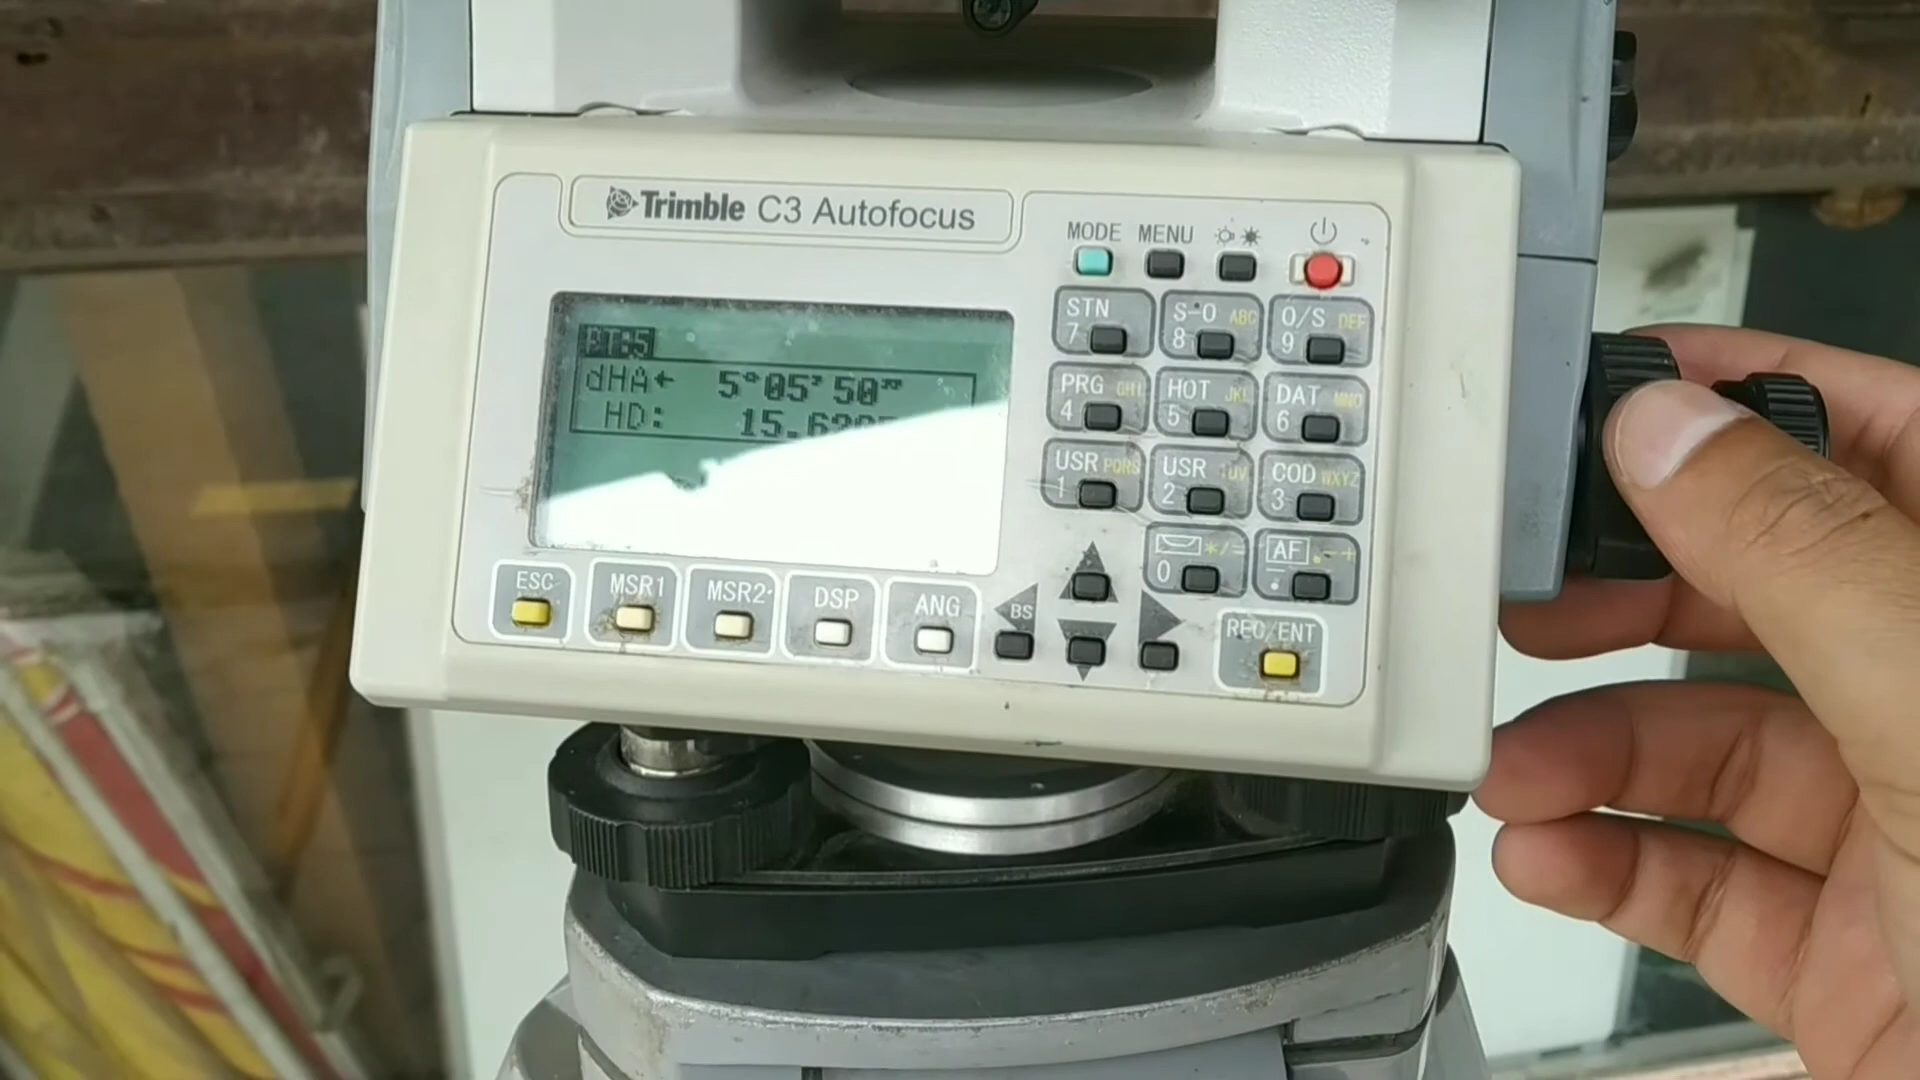 Trimble C3 Autofocus
MODE MENU
PT:5
dHA← 5°05'50"
HD:
STN 7
S-O ABC 8
O/S DEF 9
PRG GHI 4
HOT JKL 5
DAT MNO 6
USR PQRS 1
USR TUV 2
COD WXYZ 3
*/= 0
AF .-+
ESC MSR1 MSR2 DSP ANG BS REC/ENT